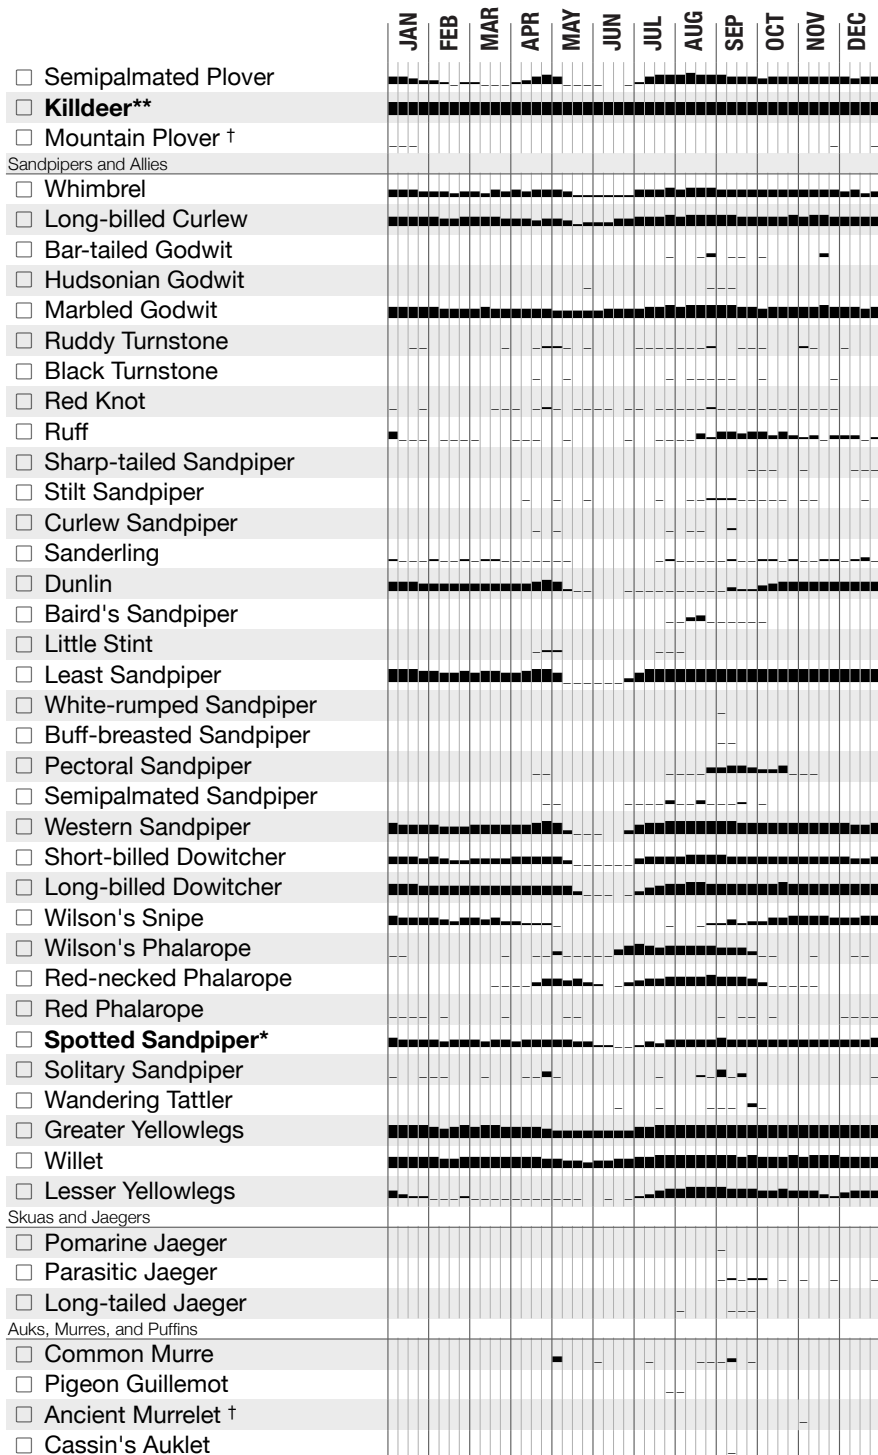 JAN FEB MAR APR MAY JUN JUL AUG SEP OCT NOV DEC
Semipalmated Plover
Killdeer**
Mountain Plover †
Sandpipers and Allies
Whimbrel
Long-billed Curlew
Bar-tailed Godwit
Hudsonian Godwit
Marbled Godwit
Ruddy Turnstone
Black Turnstone
Red Knot
Ruff
Sharp-tailed Sandpiper
Stilt Sandpiper
Curlew Sandpiper
Sanderling
Dunlin
Baird's Sandpiper
Little Stint
Least Sandpiper
White-rumped Sandpiper
Buff-breasted Sandpiper
Pectoral Sandpiper
Semipalmated Sandpiper
Western Sandpiper
Short-billed Dowitcher
Long-billed Dowitcher
Wilson's Snipe
Wilson's Phalarope
Red-necked Phalarope
Red Phalarope
Spotted Sandpiper*
Solitary Sandpiper
Wandering Tattler
Greater Yellowlegs
Willet
Lesser Yellowlegs
Skuas and Jaegers
Pomarine Jaeger
Parasitic Jaeger
Long-tailed Jaeger
Auks, Murres, and Puffins
Common Murre
Pigeon Guillemot
Ancient Murrelet †
Cassin's Auklet